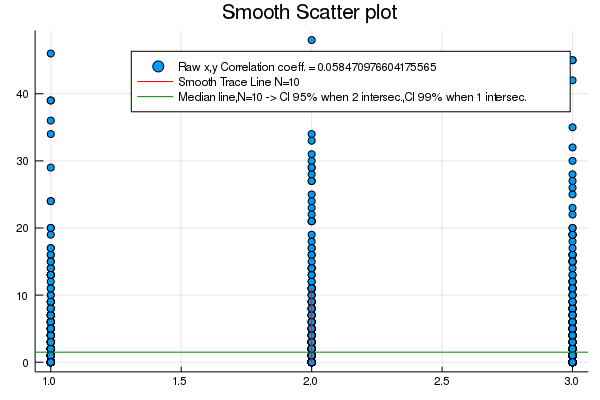 Smooth Scatter plot
Raw x,y Correlation coeff. = 0.058470976604175565
Smooth Trace Line N=10
Median line,N=10 -> CI 95% when 2 intersec.,CI 99% when 1 intersec.
40
30
20
10
0
1.0 1.5 2.0 2.5 3.0